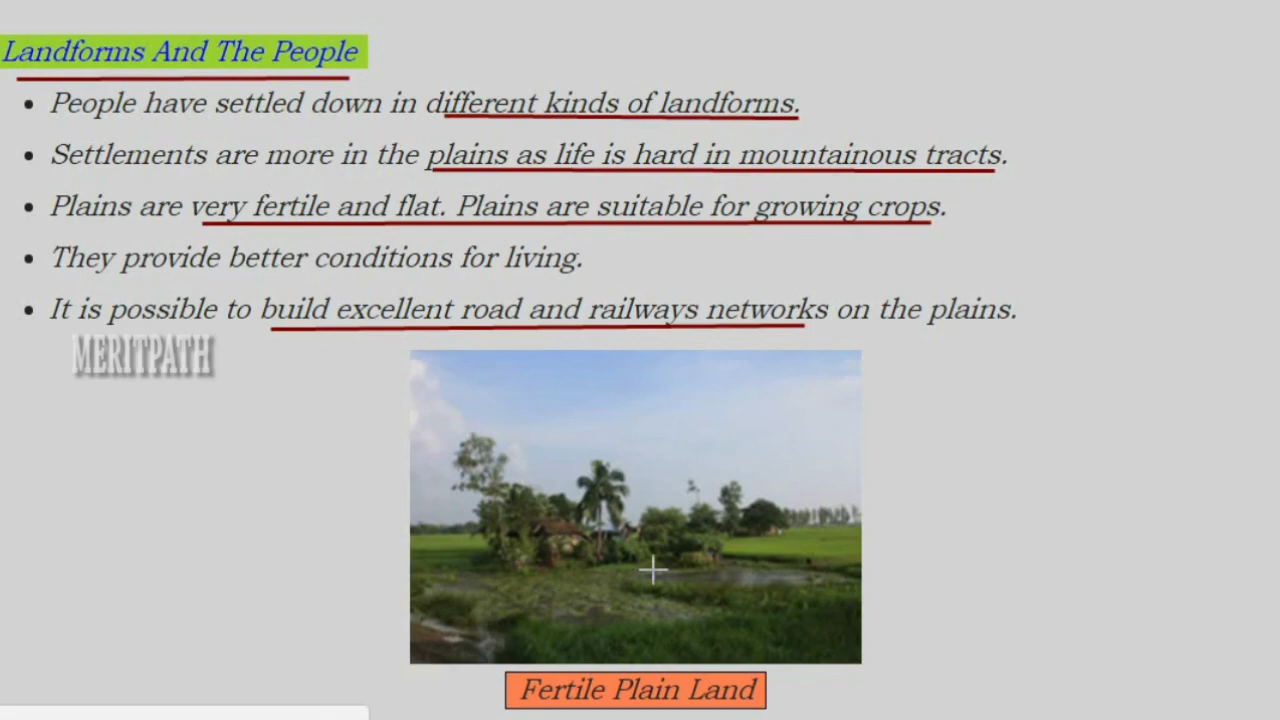 Landforms And The People
• People have settled down in different kinds of landforms.
• Settlements are more in the plains as life is hard in mountainous tracts.
• Plains are very fertile and flat. Plains are suitable for growing crops.
• They provide better conditions for living.
• It is possible to build excellent road and railways networks on the plains.
MERITPATH
Fertile Plain Land